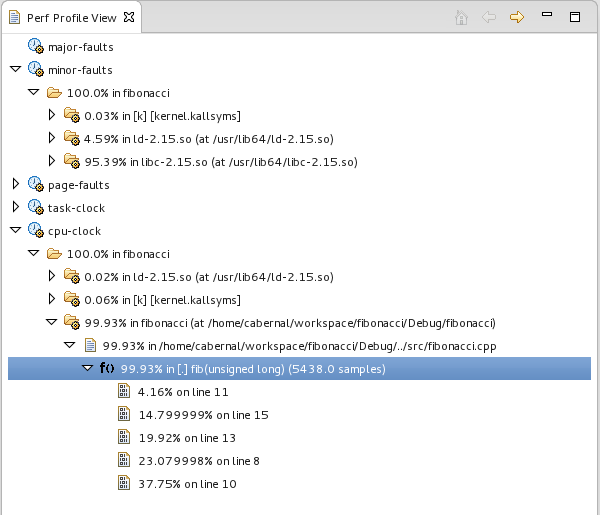 Perf Profile View
major-faults
minor-faults
100.0% in fibonacci
0.03% in [k] [kernel.kallsyms]
4.59% in ld-2.15.so (at /usr/lib64/ld-2.15.so)
95.39% in libc-2.15.so (at /usr/lib64/libc-2.15.so)
page-faults
task-clock
cpu-clock
100.0% in fibonacci
0.02% in ld-2.15.so (at /usr/lib64/ld-2.15.so)
0.06% in [k] [kernel.kallsyms]
99.93% in fibonacci (at /home/cabernal/workspace/fibonacci/Debug/fibonacci)
99.93% in /home/cabernal/workspace/fibonacci/Debug/../src/fibonacci.cpp
f() 99.93% in [.] fib(unsigned long) (5438.0 samples)
4.16% on line 11
14.799999% on line 15
19.92% on line 13
23.079998% on line 8
37.75% on line 10